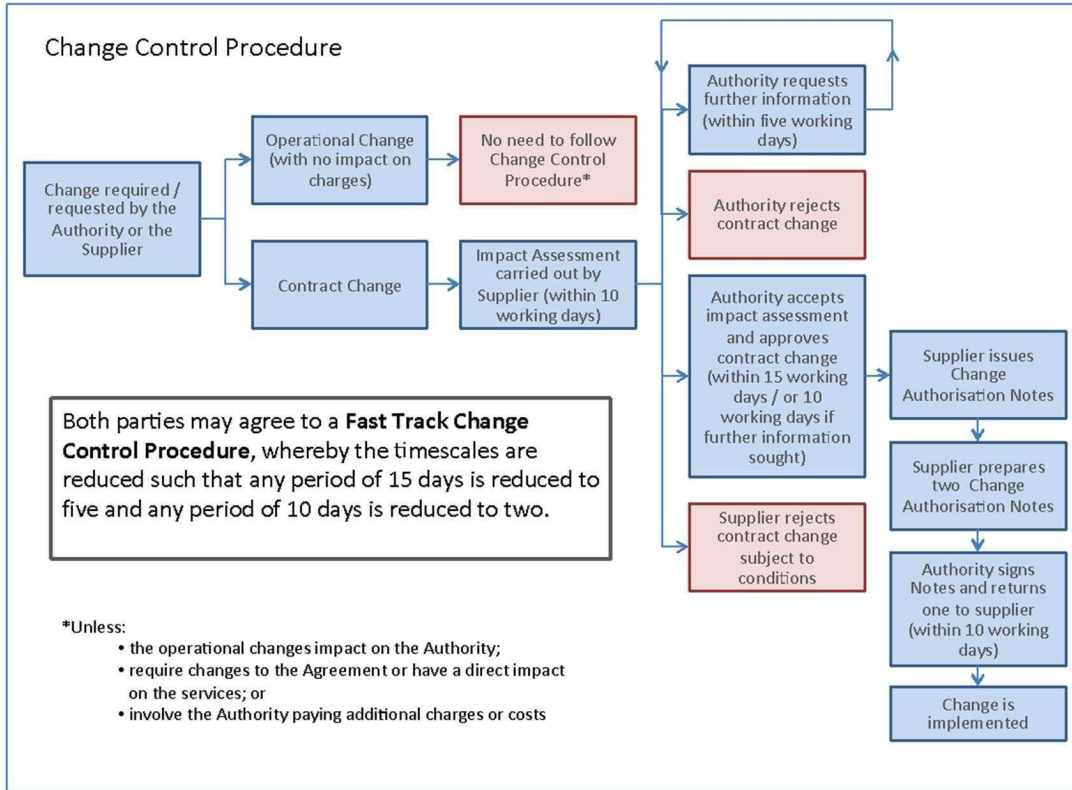 Change Control Procedure
Change required /
requested by the
Authority or the
Supplier
Operational Change
(with no impact on
charges)
No need to follow
Change Control
Procedure*
Contract Change
Impact Assessment
carried out by
Supplier (within 10
working days)
Authority requests
further information
(within five working
days)
Authority rejects
contract change
Authority accepts
impact assessment
and approves
contract change
(within 15 working
days / or 10
working days if
further information
sought)
Supplier rejects
contract change
subject to
conditions
Supplier issues
Change
Authorisation Notes
Supplier prepares
two Change
Authorisation Notes
Authority signs
Notes and returns
one to supplier
(within 10 working
days)
Change is
implemented
Both parties may agree to a Fast Track Change
Control Procedure, whereby the timescales are
reduced such that any period of 15 days is reduced to
five and any period of 10 days is reduced to two.
*Unless:
• the operational changes impact on the Authority;
• require changes to the Agreement or have a direct impact
on the services; or
• involve the Authority paying additional charges or costs